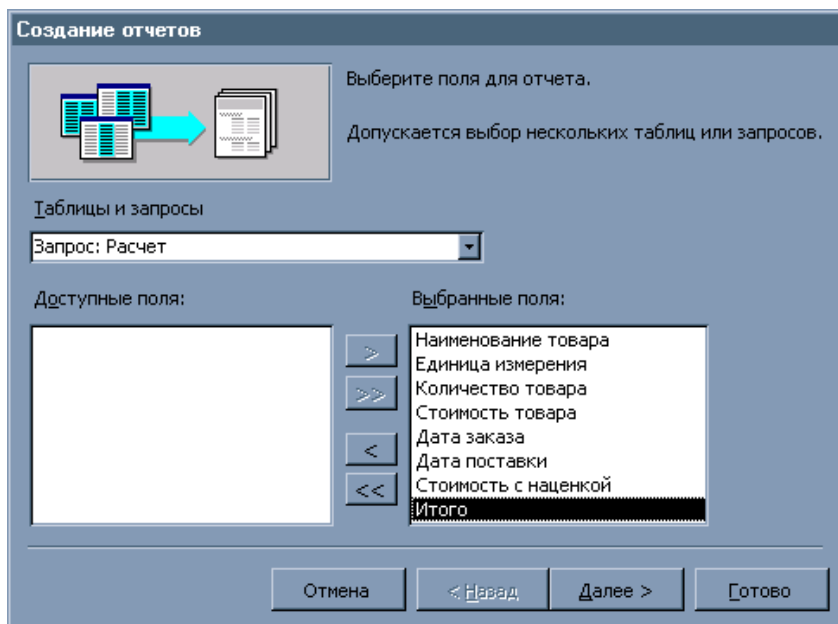 Создание отчетов
Выберите поля для отчета.
Допускается выбор нескольких таблиц или запросов.
Таблицы и запросы
Запрос: Расчет
Доступные поля:
Выбранные поля:
>
>>
<
<<
Наименование товара
Единица измерения
Количество товара
Стоимость товара
Дата заказа
Дата поставки
Стоимость с наценкой
Итого
Отмена
< Назад
Далее >
Готово